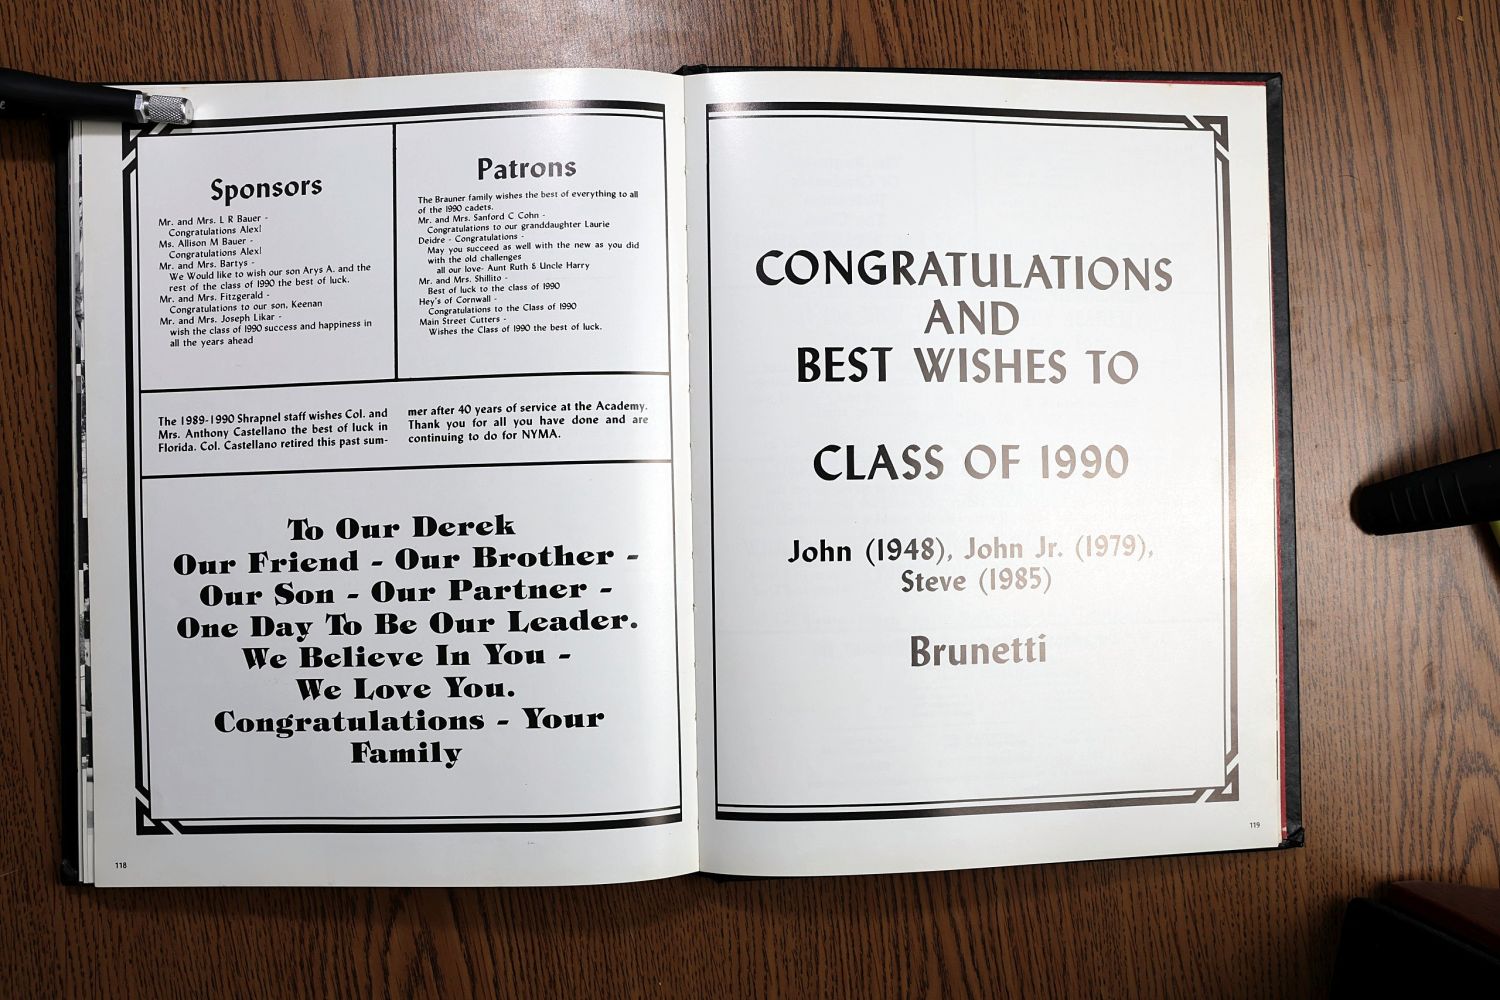 Sponsors
Mr. and Mrs. L R Bauer -
Congratulations Alex!
Ms. Allison M Bauer -
Congratulations Alex!
Mr. and Mrs. Bartys -
We Would like to wish our son Arys A. and the
rest of the class of 1990 the best of luck.
Mr. and Mrs. Fitzgerald -
Congratulations to our son, Keenan
Mr. and Mrs. Joseph Likar -
wish the class of 1990 success and happiness in
all the years ahead
Patrons
The Brauner family wishes the best of everything to all
of the 1990 cadets.
Mr. and Mrs. Sanford C Cohn -
Congratulations to our granddaughter Laurie
Deidre - Congratulations -
May you succeed as well with the new as you did
with the old challenges
all our love- Aunt Ruth & Uncle Harry
Mr. and Mrs. Shillito -
Best of luck to the class of 1990
Hey's of Cornwall -
Congratulations to the Class of 1990
Main Street Cutters -
Wishes the Class of 1990 the best of luck.
The 1989-1990 Shrapnel staff wishes Col. and
Mrs. Anthony Castellano the best of luck in
Florida. Col. Castellano retired this past sum-
mer after 40 years of service at the Academy.
Thank you for all you have done and are
continuing to do for NYMA.
To Our Derek
Our Friend - Our Brother -
Our Son - Our Partner -
One Day To Be Our Leader.
We Believe In You -
We Love You.
Congratulations - Your
Family
118
CONGRATULATIONS
AND
BEST WISHES TO
CLASS OF 1990
John (1948), John Jr. (1979),
Steve (1985)
Brunetti
119